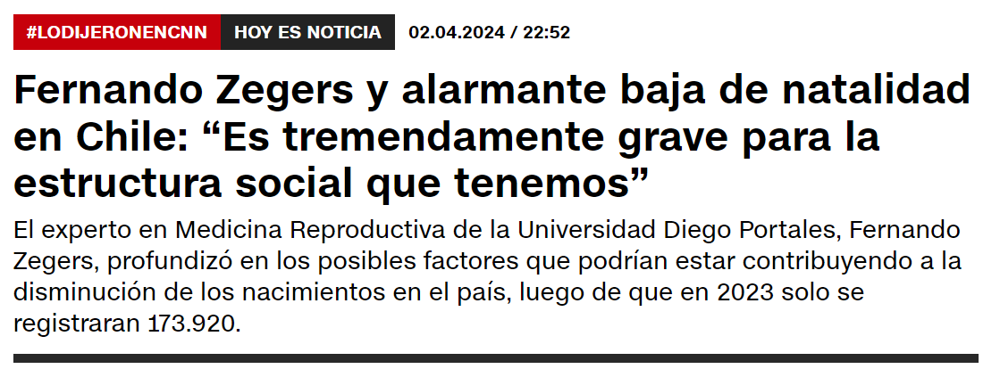 #LODIJERONENCNN HOY ES NOTICIA 02.04.2024 / 22:52
Fernando Zegers y alarmante baja de natalidad
en Chile: “Es tremendamente grave para la
estructura social que tenemos”
El experto en Medicina Reproductiva de la Universidad Diego Portales, Fernando
Zegers, profundizó en los posibles factores que podrían estar contribuyendo a la
disminución de los nacimientos en el país, luego de que en 2023 solo se
registraran 173.920.